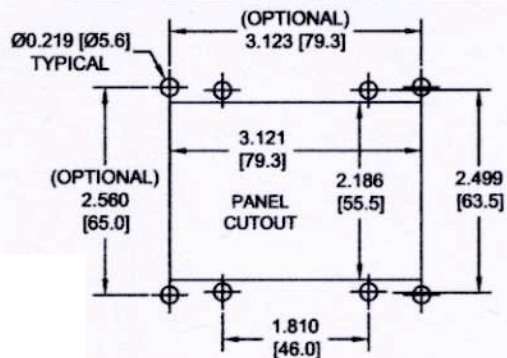 (OPTIONAL)
3.123 [79.3]
Ø0.219 [Ø5.6]
TYPICAL
3.121
[79.3]
(OPTIONAL)
2.560
[65.0]
PANEL
CUTOUT
2.186
[55.5]
2.499
[63.5]
1.810
[46.0]